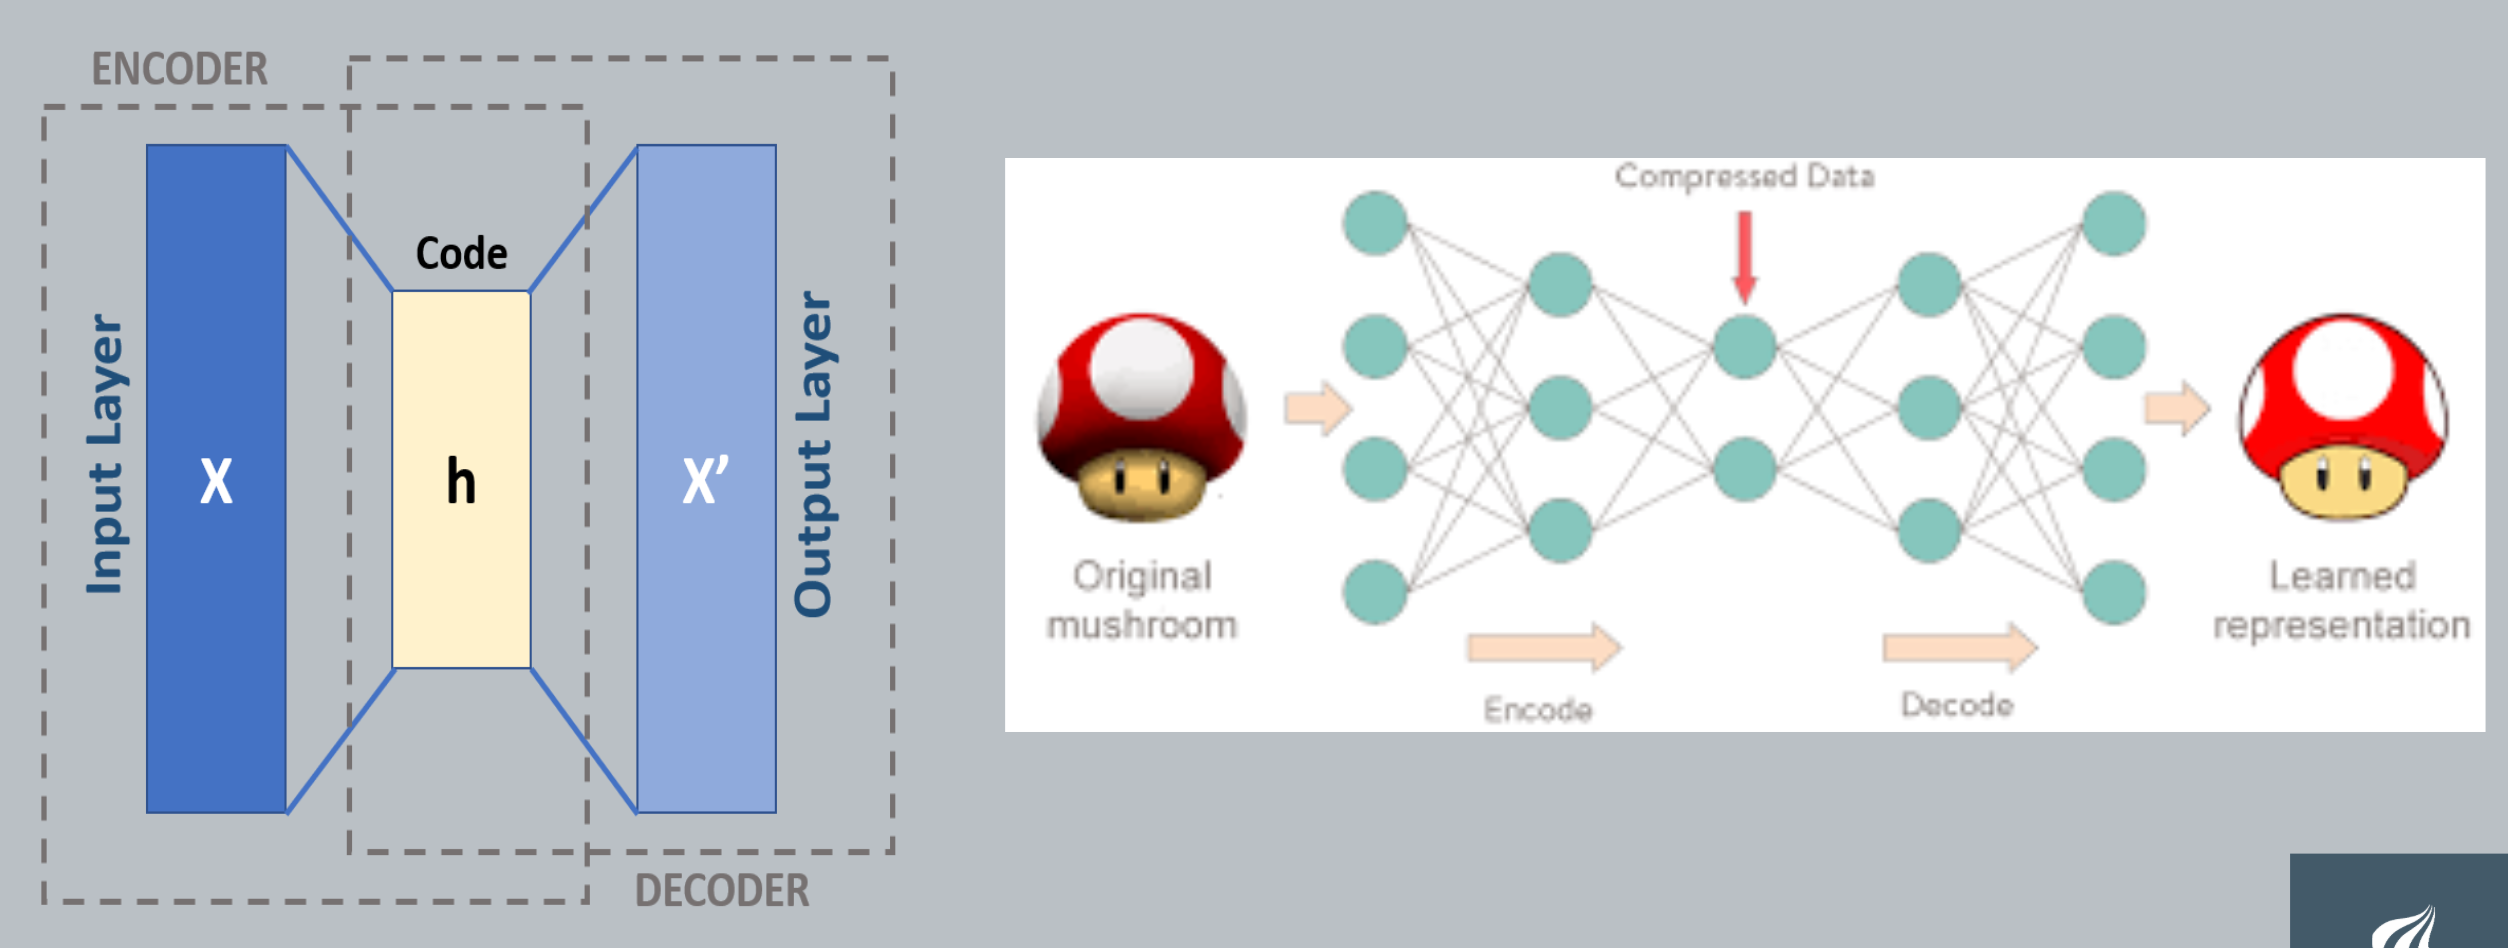 ENCODER
Input Layer
X
Code
h
X’
Output Layer
DECODER
Compressed Data
Original
mushroom
Encode
Decode
Learned
representation